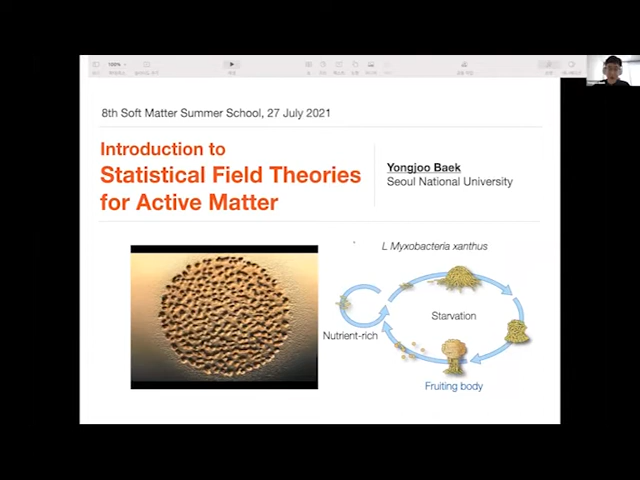 100%
8th Soft Matter Summer School, 27 July 2021
Introduction to
Statistical Field Theories
for Active Matter
Yongjoo Baek
Seoul National University
L Myxobacteria xanthus
Starvation
Nutrient-rich
Fruiting body